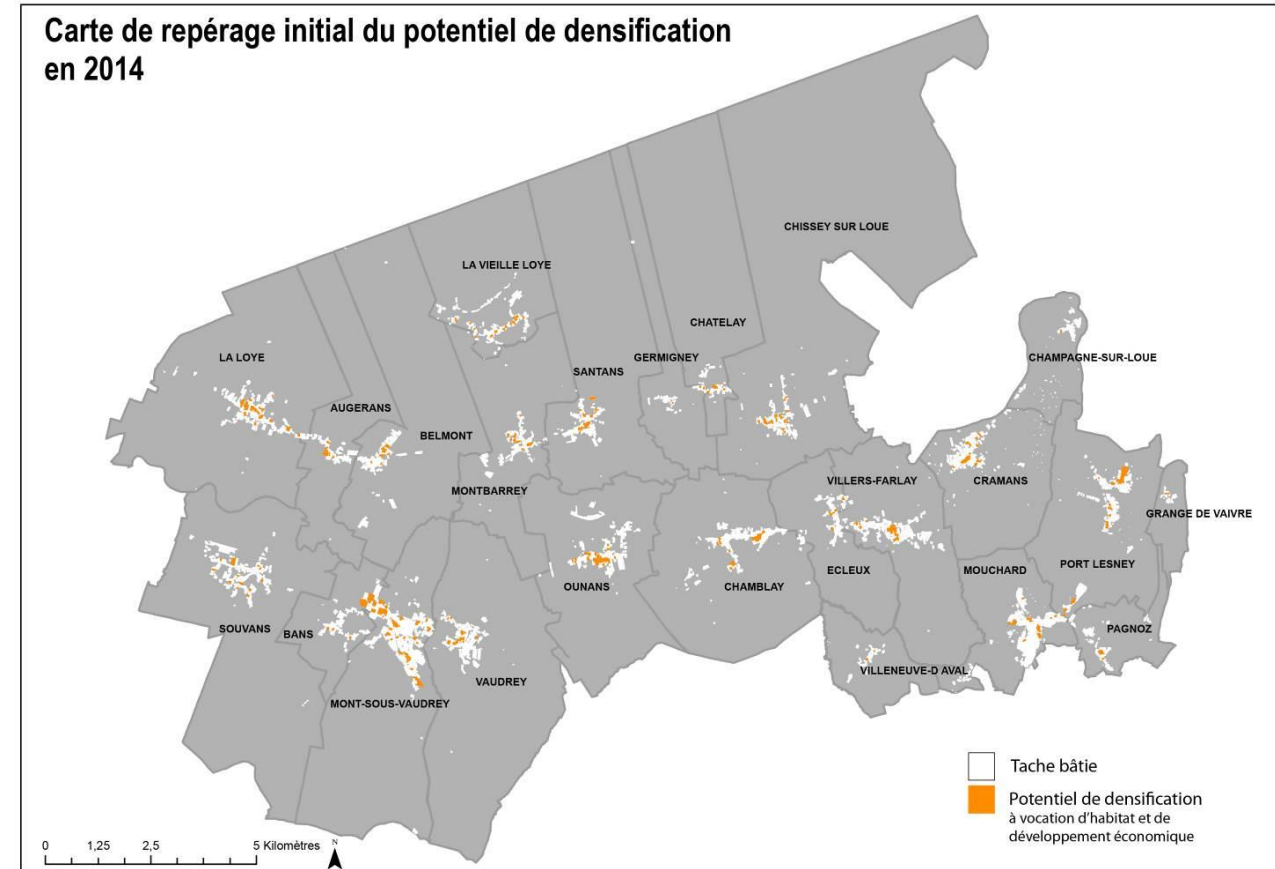 Carte de repérage initial du potentiel de densification
en 2014
CHISSEY SUR LOUE
LA VIEILLE LOYE
CHATELAY
LA LOYE
GERMIGNEY
CHAMPAGNE-SUR-LOUE
SANTANS
AUGERANS
BELMONT
MONTBARREY
VILLERS-FARLAY
CRAMANS
GRANGE DE VAIVRE
OUNANS
CHAMBLAY
ECLEUX
MOUCHARD
PORT LESNEY
SOUVANS
BANS
PAGNOZ
VAUDREY
VILLENEUVE-D AVAL
MONT-SOUS-VAUDREY
Tache bâtie
Potentiel de densification
à vocation d'habitat et de
développement économique
0 1,25 2,5 5 Kilomètres
N